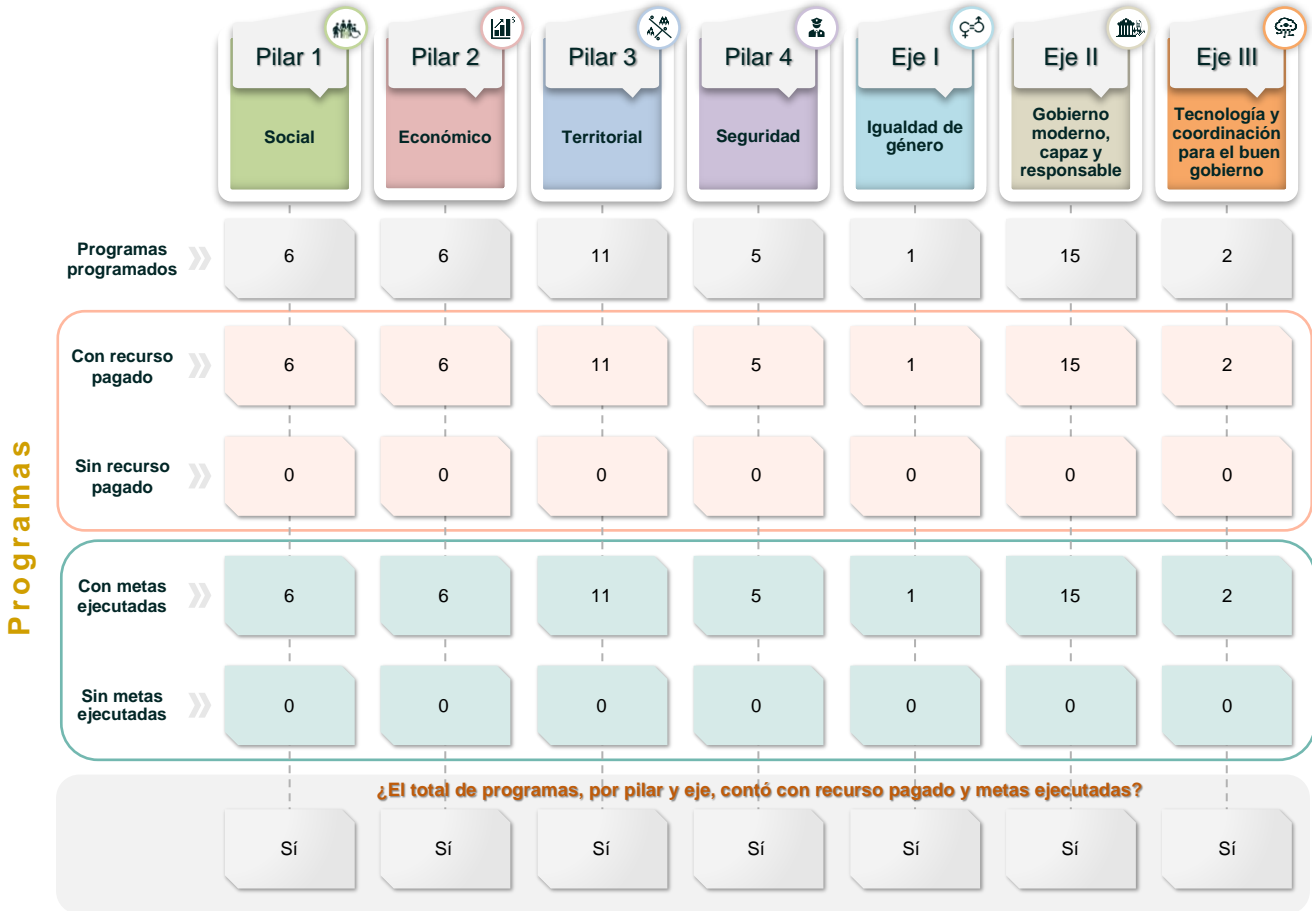 Pilar 1
Pilar 2
Pilar 3
Pilar 4
Eje I
Eje II
Eje III
Social
Económico
Territorial
Seguridad
Igualdad de
género
Gobierno
moderno,
capaz y
responsable
Tecnología y
coordinación
para el buen
gobierno
Programas
Programas
programados
6 6 11 5 1 15 2
Con recurso
pagado
6 6 11 5 1 15 2
Sin recurso
pagado
0 0 0 0 0 0 0
Con metas
ejecutadas
6 6 11 5 1 15 2
Sin metas
ejecutadas
0 0 0 0 0 0 0
¿El total de programas, por pilar y eje, contó con recurso pagado y metas ejecutadas?
Sí Sí Sí Sí Sí Sí Sí